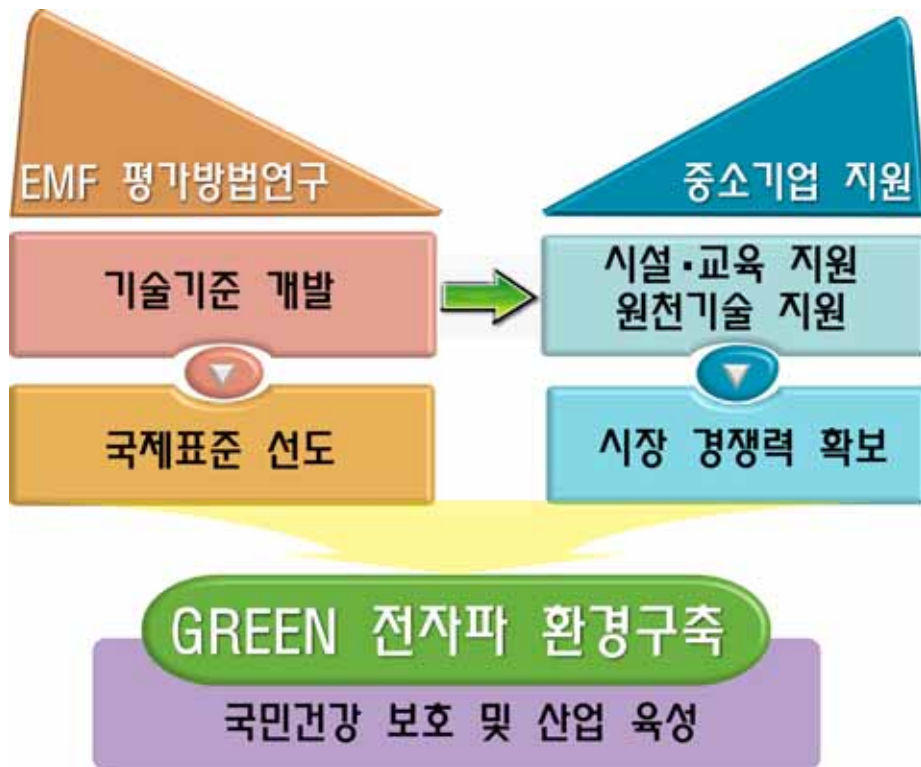 EMF 평가방법연구
기술기준 개발
국제표준 선도
중소기업 지원
시설·교육 지원
원천기술 지원
시장 경쟁력 확보
GREEN 전자파 환경구축
국민건강 보호 및 산업 육성